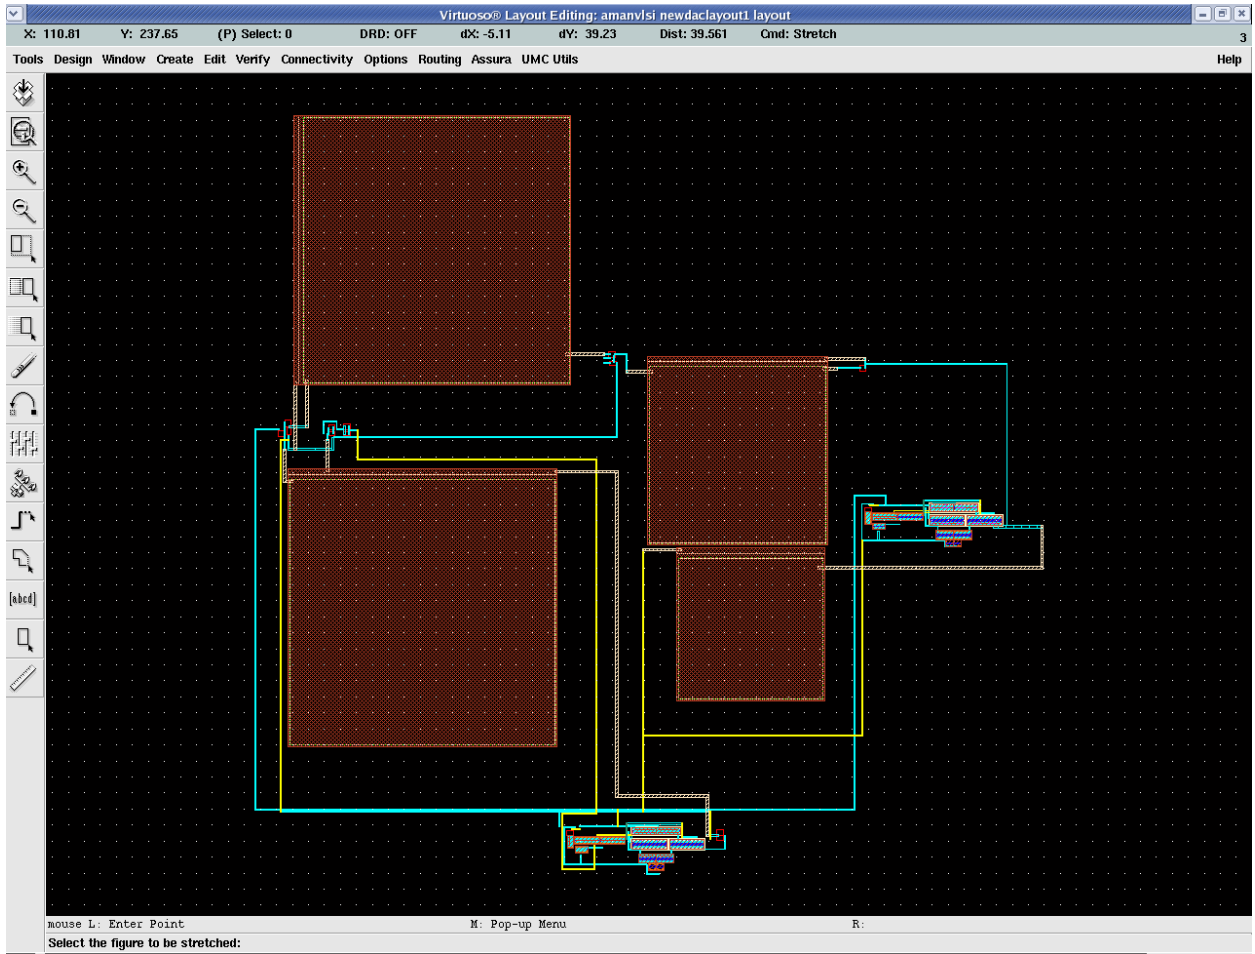 Virtuoso® Layout Editing: amanvlsi newdaclayout1 layout
X: 110.81 Y: 237.65 (P) Select: 0 DRD: OFF dX: -5.11 dY: 39.23 Dist: 39.561 Cmd: Stretch 3
Tools Design Window Create Edit Verify Connectivity Options Routing Assura UMC Utils Help
[abcd]
mouse L: Enter Point M: Pop-up Menu R:
Select the figure to be stretched: